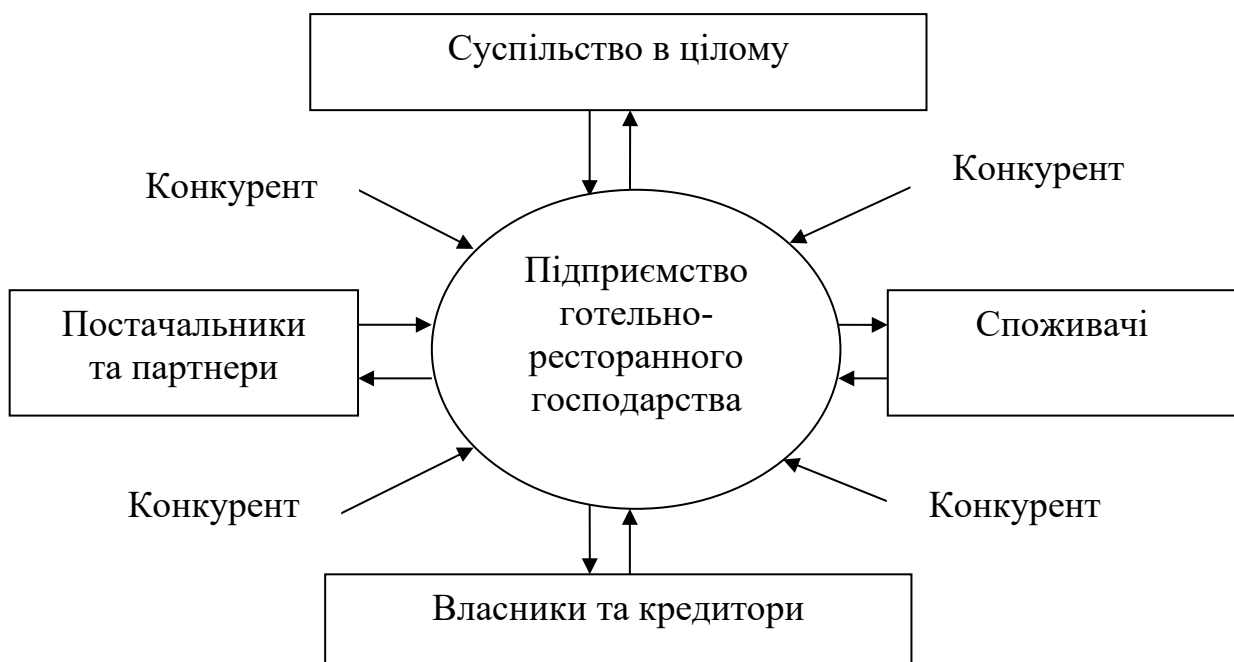 Суспільство в цілому
Конкурент
Конкурент
Підприємство
готельно-
ресторанного
господарства
Постачальники
та партнери
Споживачі
Конкурент
Конкурент
Власники та кредитори